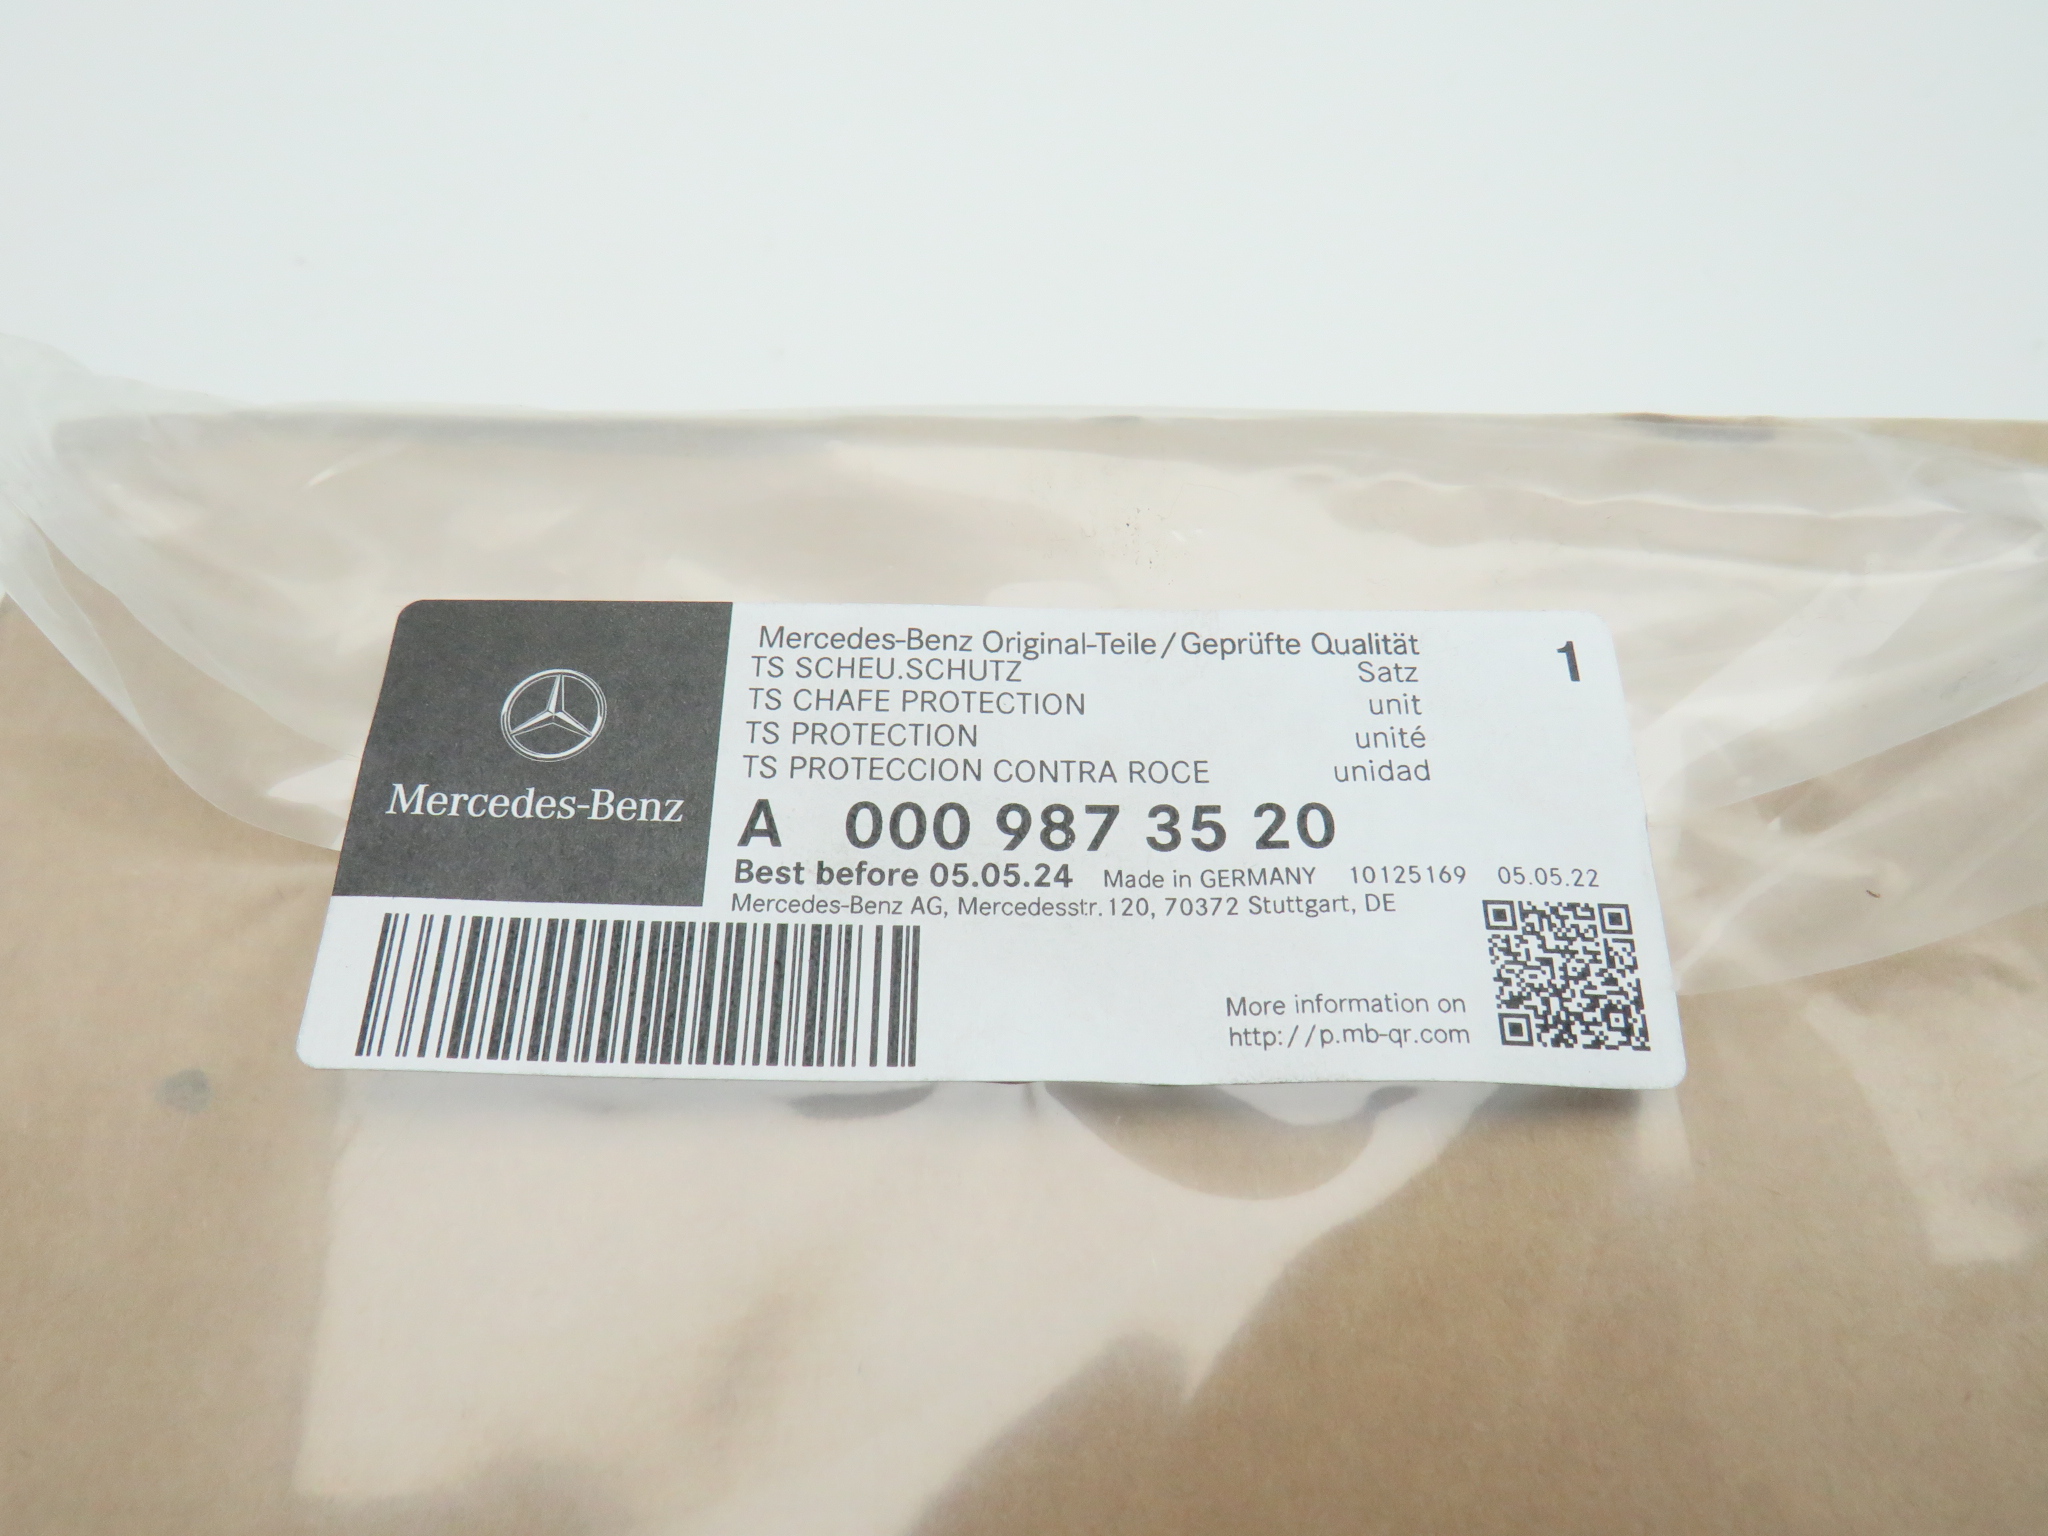 Mercedes-Benz
Mercedes-Benz Original-Teile/Geprüfte Qualität 1
TS SCHEU.SCHUTZ Satz
TS CHAFE PROTECTION unit
TS PROTECTION unité
TS PROTECCION CONTRA ROCE unidad
A 000 987 35 20
Best before 05.05.24 Made in GERMANY 10125169 05.05.22
Mercedes-Benz AG, Mercedesstr. 120, 70372 Stuttgart, DE
More information on
http://p.mb-qr.com